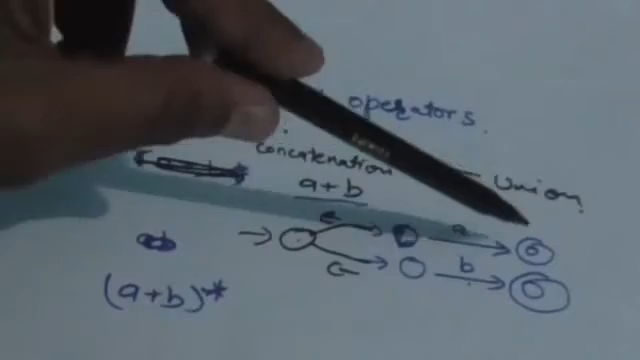 operators.
concatenation
Union
a+b
a
b
(a+b)*